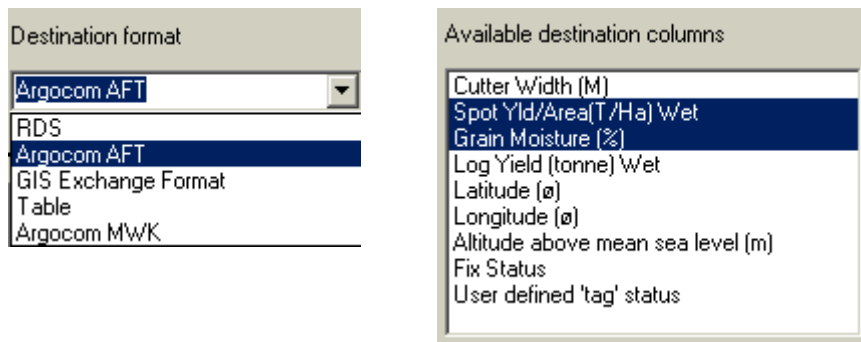 Destination format
Argocom AFT
RDS
Argocom AFT
GIS Exchange Format
Table
Argocom MWK
Available destination columns
Cutter Width (M)
Spot Yld/Area(T/Ha) Wet
Grain Moisture (%)
Log Yield (tonne) Wet
Latitude (ø)
Longitude (ø)
Altitude above mean sea level (m)
Fix Status
User defined 'tag' status